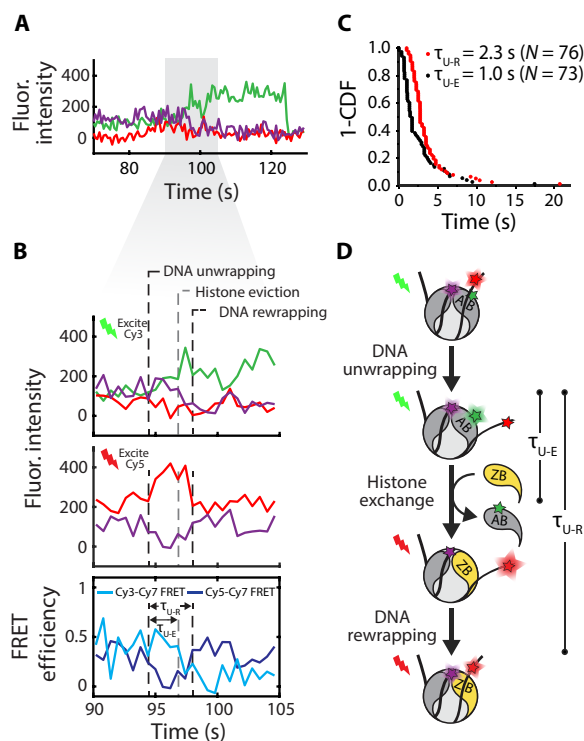 A
Fluor. intensity
400
200
0
80
100
120
Time (s)
B
DNA unwrapping
Histone eviction
DNA rewrapping
Excite Cy3
400
200
0
Fluor. intensity
Excite Cy5
400
200
0
1
0.5
0
FRET efficiency
Cy3-Cy7 FRET
Cy5-Cy7 FRET
τU-R
τU-E
90
95
100
105
Time (s)
C
τU-R = 2.3 s (N = 76)
τU-E = 1.0 s (N = 73)
1.0
0.8
0.6
0.4
0.2
0.0
1-CDF
0
5
10
15
20
Time (s)
D
AB
DNA unwrapping
AB
τU-E
Histone exchange
ZB
AB
τU-R
ZB
DNA rewrapping
ZB